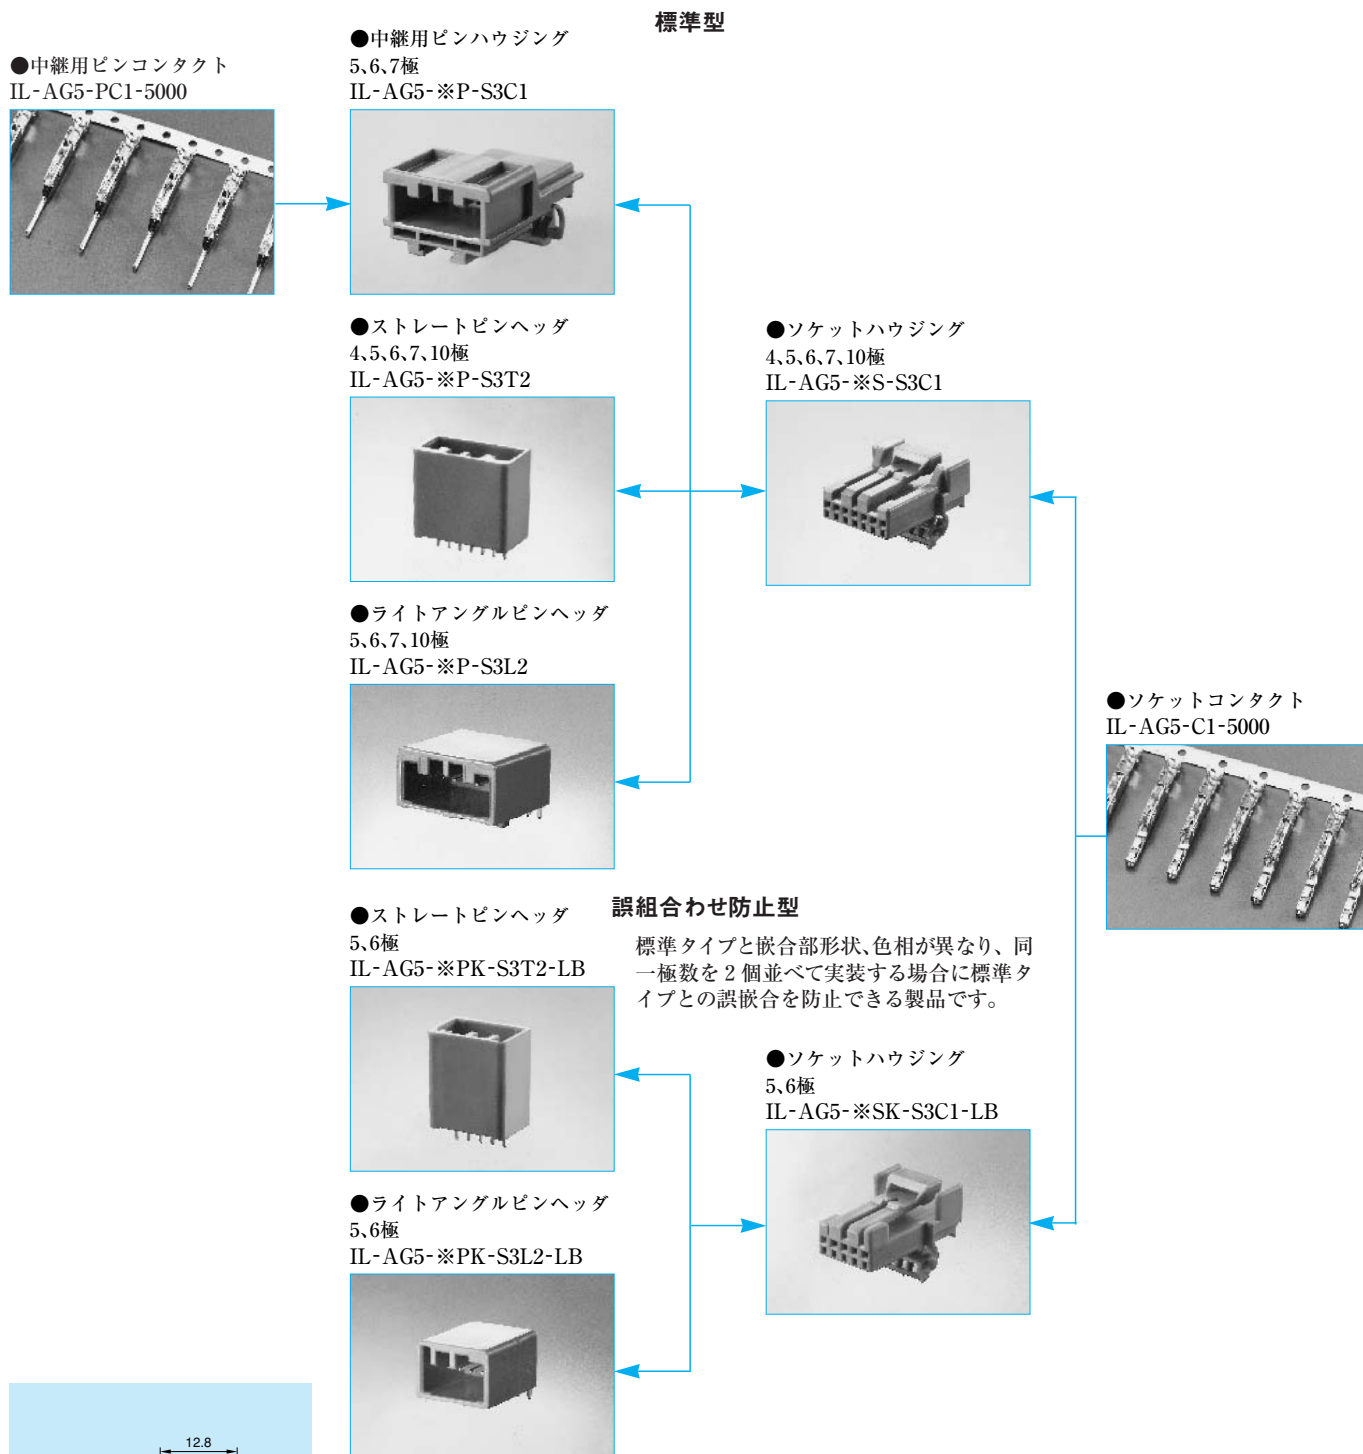 標準型
●中継用ピンコンタクト
IL-AG5-PC1-5000
●中継用ピンハウジング
5、6、7極
IL-AG5-※P-S3C1
●ストレートピンヘッダ
4、5、6、7、10極
IL-AG5-※P-S3T2
●ソケットハウジング
4、5、6、7、10極
IL-AG5-※S-S3C1
●ライトアングルピンヘッダ
5、6、7、10極
IL-AG5-※P-S3L2
●ソケットコンタクト
IL-AG5-C1-5000
誤組合わせ防止型
標準タイプと嵌合部形状、色相が異なり、同
一極数を2個並べて実装する場合に標準タ
イプとの誤嵌合を防止できる製品です。
●ストレートピンヘッダ
5、6極
IL-AG5-※PK-S3T2-LB
●ソケットハウジング
5、6極
IL-AG5-※SK-S3C1-LB
●ライトアングルピンヘッダ
5、6極
IL-AG5-※PK-S3L2-LB
12.8